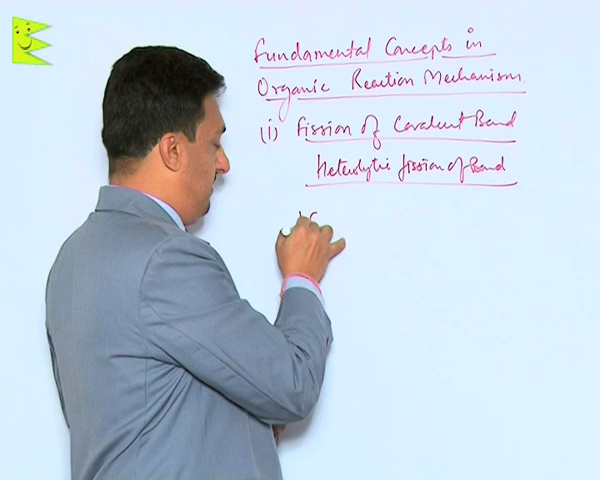 Fundamental Concepts in
Organic Reaction Mechanism
(i) Fission of Covalent Bond
Heterolytic fission of Bond